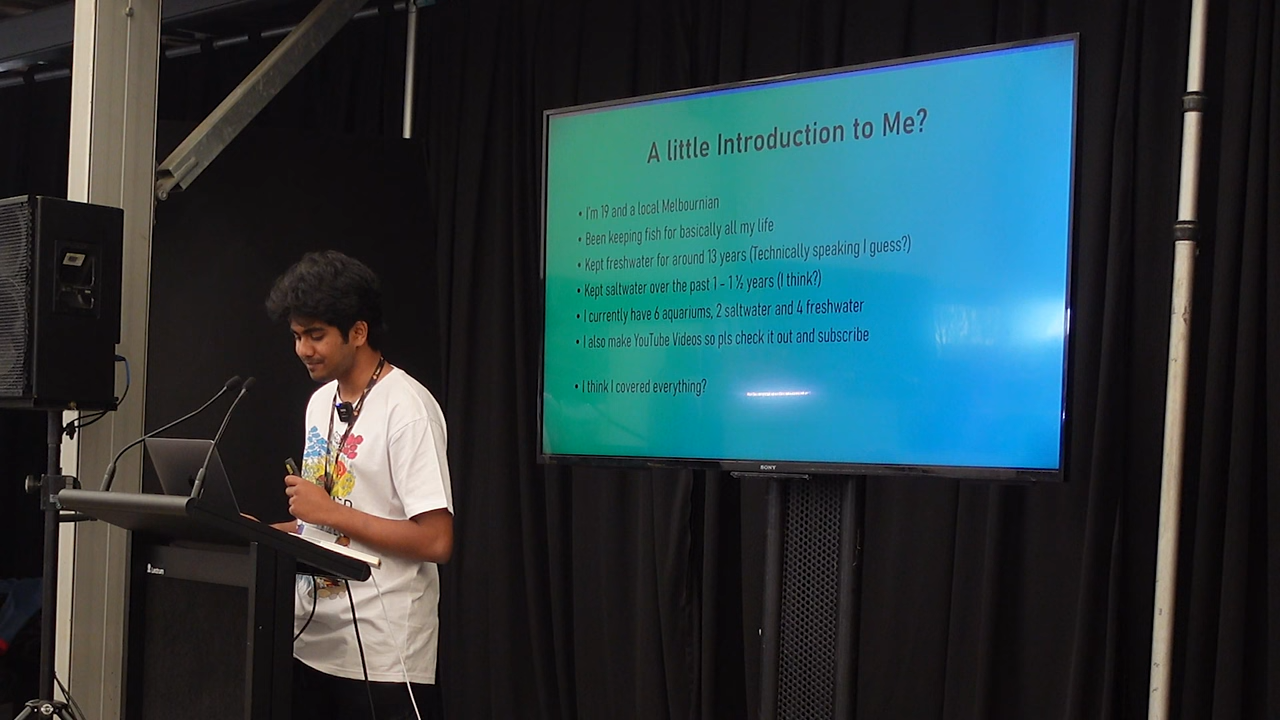 A little Introduction to Me?
• I'm 19 and a local Melbournian
• Been keeping fish for basically all my life
• Kept freshwater for around 13 years (Technically speaking I guess?)
• Kept saltwater over the past 1 - 1 ½ years (I think?)
• I currently have 6 aquariums, 2 saltwater and 4 freshwater
• I also make YouTube Videos so pls check it out and subscribe
• I think I covered everything?
SONY
Lectrum